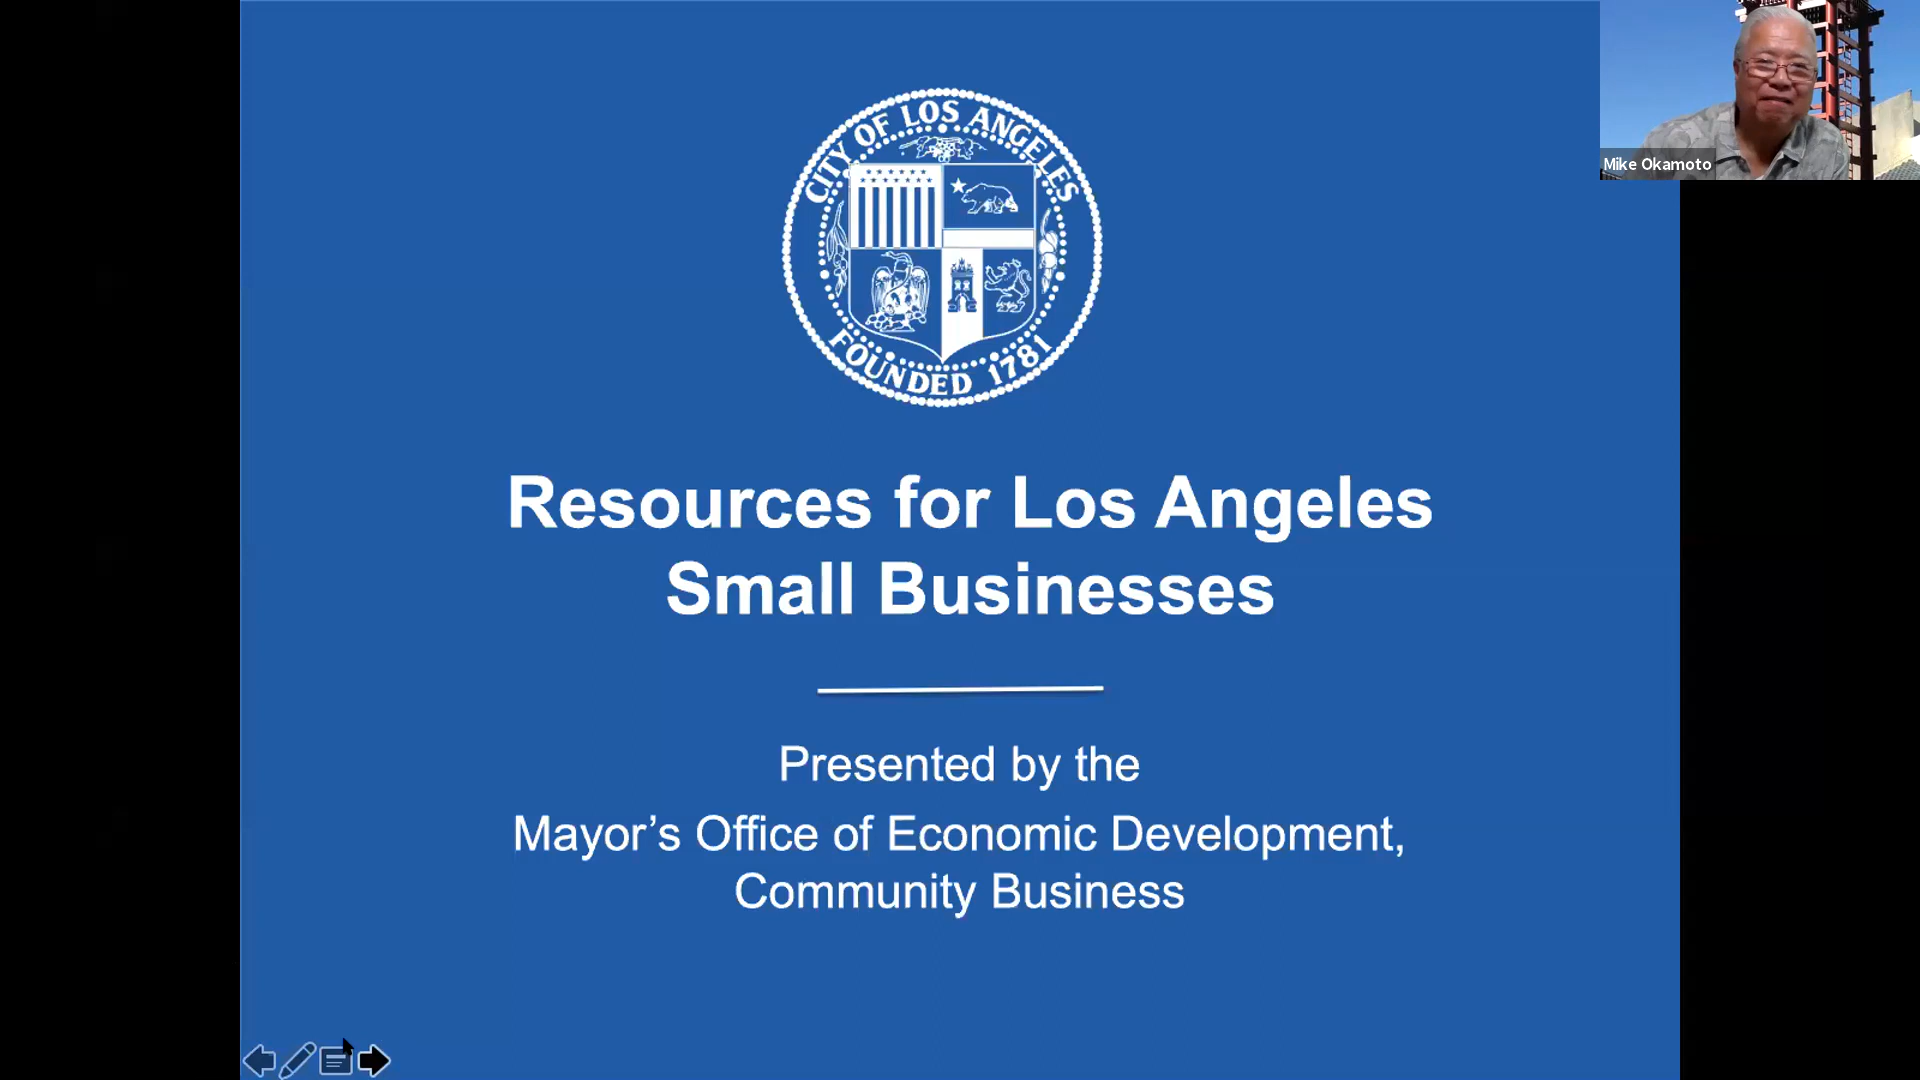 CITY OF LOS ANGELES
FOUNDED 1781
Mike Okamoto
Resources for Los Angeles
Small Businesses
Presented by the
Mayor’s Office of Economic Development,
Community Business